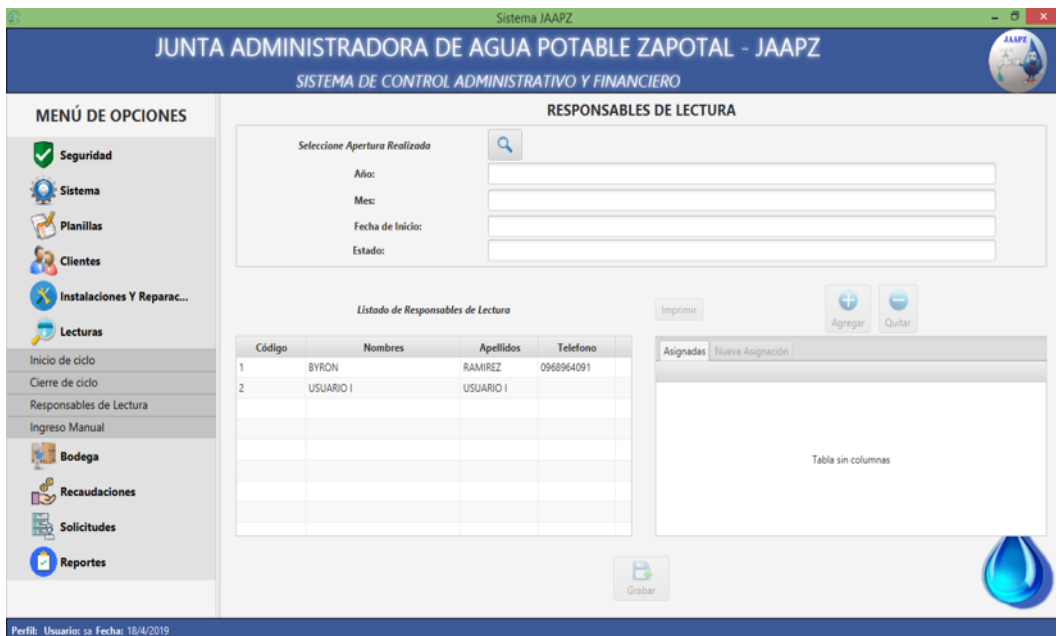 Sistema JAAPZ
JUNTA ADMINISTRADORA DE AGUA POTABLE ZAPOTAL - JAAPZ
SISTEMA DE CONTROL ADMINISTRATIVO Y FINANCIERO
JAAPZ
MENÚ DE OPCIONES
Seguridad
Sistema
Planillas
Clientes
Instalaciones Y Reparac...
Lecturas
Inicio de ciclo
Cierre de ciclo
Responsables de Lectura
Ingreso Manual
Bodega
Recaudaciones
Solicitudes
Reportes
RESPONSABLES DE LECTURA
Seleccione Apertura Realizada
Año:
Mes:
Fecha de Inicio:
Estado:
Listado de Responsables de Lectura
Imprimir
Agregar
Quitar
Código Nombres Apellidos Telefono
1 BYRON RAMIREZ 0968964091
2 USUARIO I USUARIO I
Asignadas Nueva Asignación
Tabla sin columnas
Grabar
Perfil: Usuario: sa Fecha: 18/4/2019